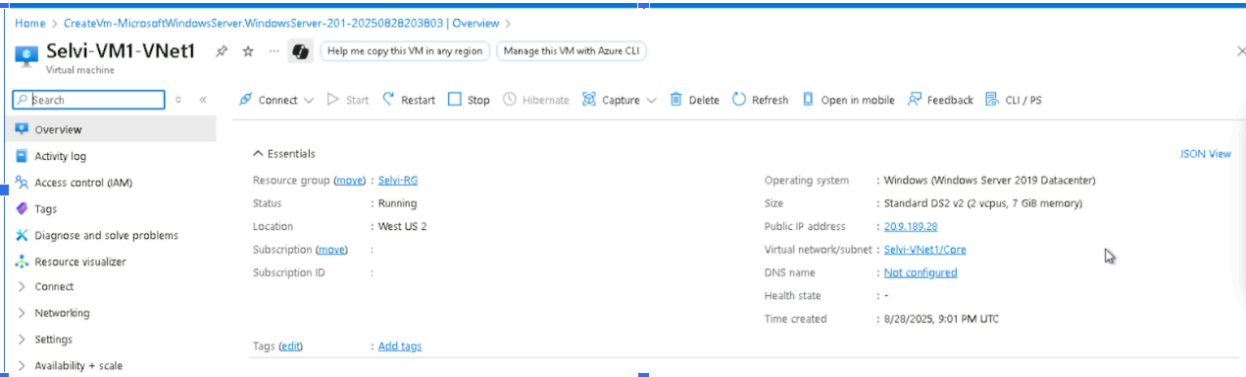 Home > CreateVm-MicrosoftWindowsServer.WindowsServer-201-20250828203803 | Overview >
Selvi-VM1-VNet1 ... Help me copy this VM in any region Manage this VM with Azure CLI
Virtual machine
Search
Connect Start Restart Stop Hibernate Capture Delete Refresh Open in mobile Feedback CLI / PS
Overview
Activity log
Access control (IAM)
Tags
Diagnose and solve problems
Resource visualizer
Connect
Networking
Settings
Availability + scale
Essentials
JSON View
Resource group (move) : Selvi-RG
Status : Running
Location : West US 2
Subscription (move) :
Subscription ID :
Operating system : Windows (Windows Server 2019 Datacenter)
Size : Standard DS2 v2 (2 vcpus, 7 GiB memory)
Public IP address : 20.9.189.28
Virtual network/subnet : Selvi-VNet1/Core
DNS name : Not configured
Health state : -
Time created : 8/28/2025, 9:01 PM UTC
Tags (edit) : Add tags